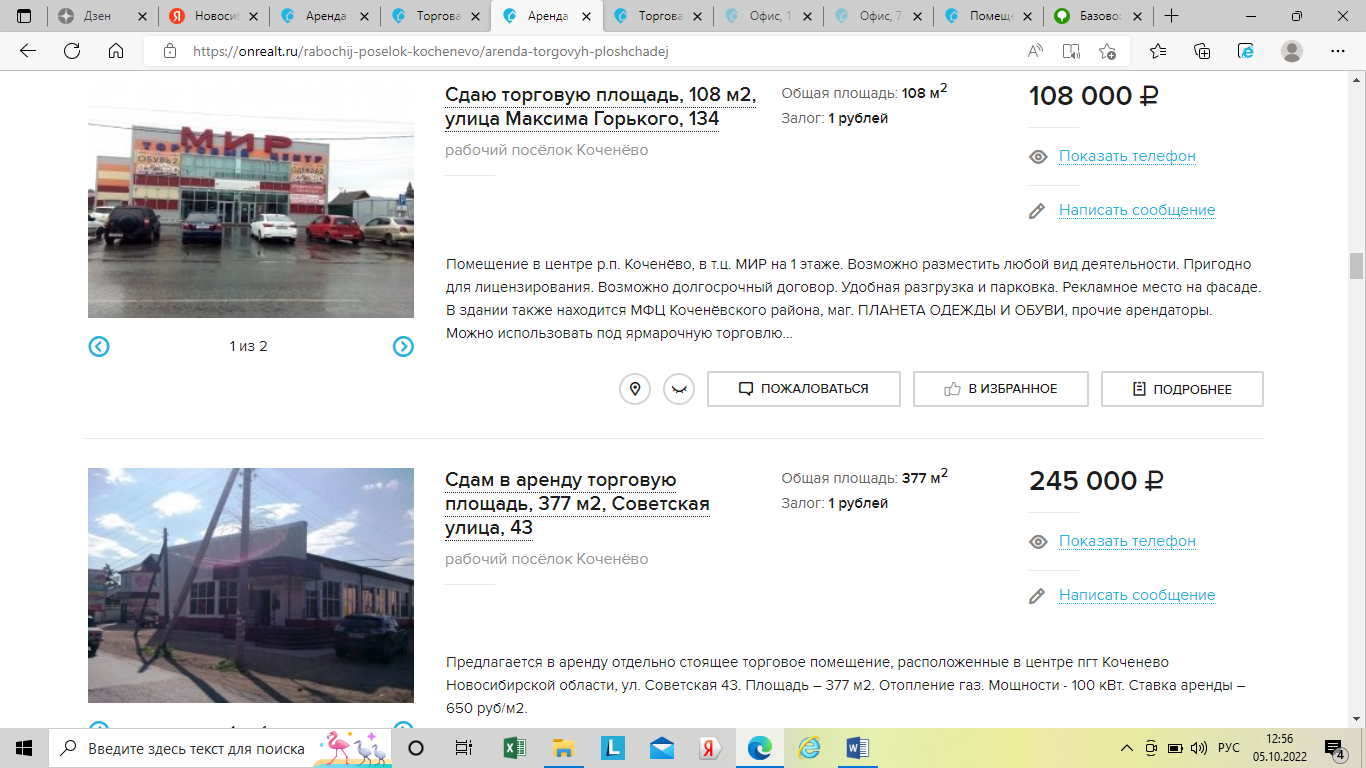 Дзен
Новосиб
Аренда
Торгова
Аренда
Торгова
Офис, 1
Офис, 7
Помеще
Базовоз
https://onrealt.ru/rabochij-poselok-kochenevo/arenda-torgovyh-ploshchadej
МИР
ТОРГОВЫЙ ЦЕНТР
ОБУВЬ
ОДЕЖДА
Сдаю торговую площадь, 108 м2,
улица Максима Горького, 134
рабочий посёлок Коченёво
Общая площадь: 108 м2
Залог: 1 рублей
108 000 ₽
Показать телефон
Написать сообщение
Помещение в центре р.п. Коченёво, в т.ц. МИР на 1 этаже. Возможно разместить любой вид деятельности. Пригодно
для лицензирования. Возможно долгосрочный договор. Удобная разгрузка и парковка. Рекламное место на фасаде.
В здании также находится МФЦ Коченёвского района, маг. ПЛАНЕТА ОДЕЖДЫ И ОБУВИ, прочие арендаторы.
Можно использовать под ярмарочную торговлю...
1 из 2
ПОЖАЛОВАТЬСЯ
В ИЗБРАННОЕ
ПОДРОБНЕЕ
Сдам в аренду торговую
площадь, 377 м2, Советская
улица, 43
рабочий посёлок Коченёво
Общая площадь: 377 м2
Залог: 1 рублей
245 000 ₽
Показать телефон
Написать сообщение
Предлагается в аренду отдельно стоящее торговое помещение, расположенные в центре пгт Коченево
Новосибирской области, ул. Советская 43. Площадь – 377 м2. Отопление газ. Мощности - 100 кВт. Ставка аренды –
650 руб/м2.
Введите здесь текст для поиска
РУС
12:56
05.10.2022
4